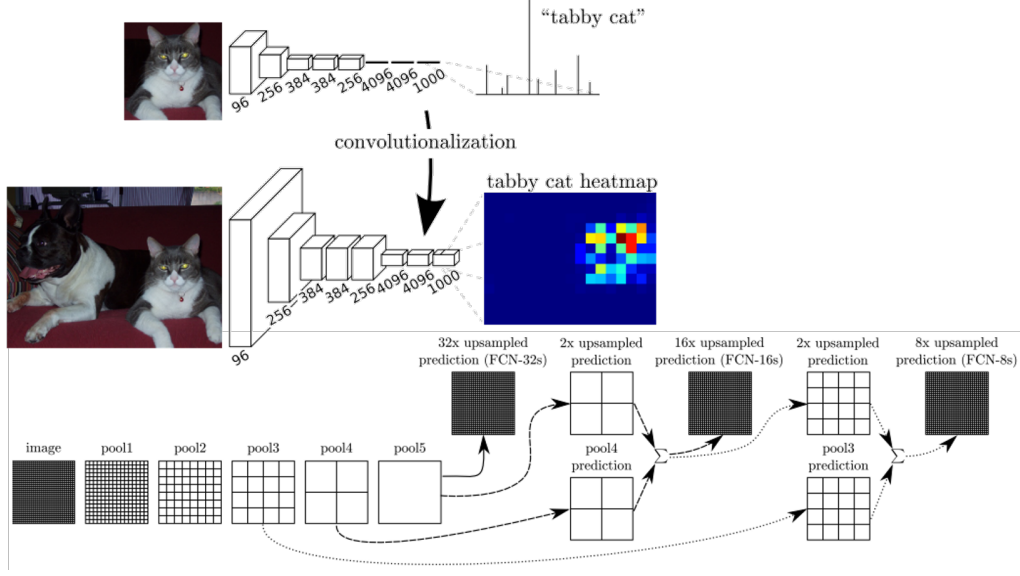 “tabby cat”
96
256
384
384
256
4096
4096
1000
convolutionalization
tabby cat heatmap
96
256
384
384
256
4096
4096
1000
32x upsampled
prediction (FCN-32s)
2x upsampled
prediction
16x upsampled
prediction (FCN-16s)
2x upsampled
prediction
8x upsampled
prediction (FCN-8s)
image
pool1
pool2
pool3
pool4
pool5
pool4
prediction
∑
pool3
prediction
∑